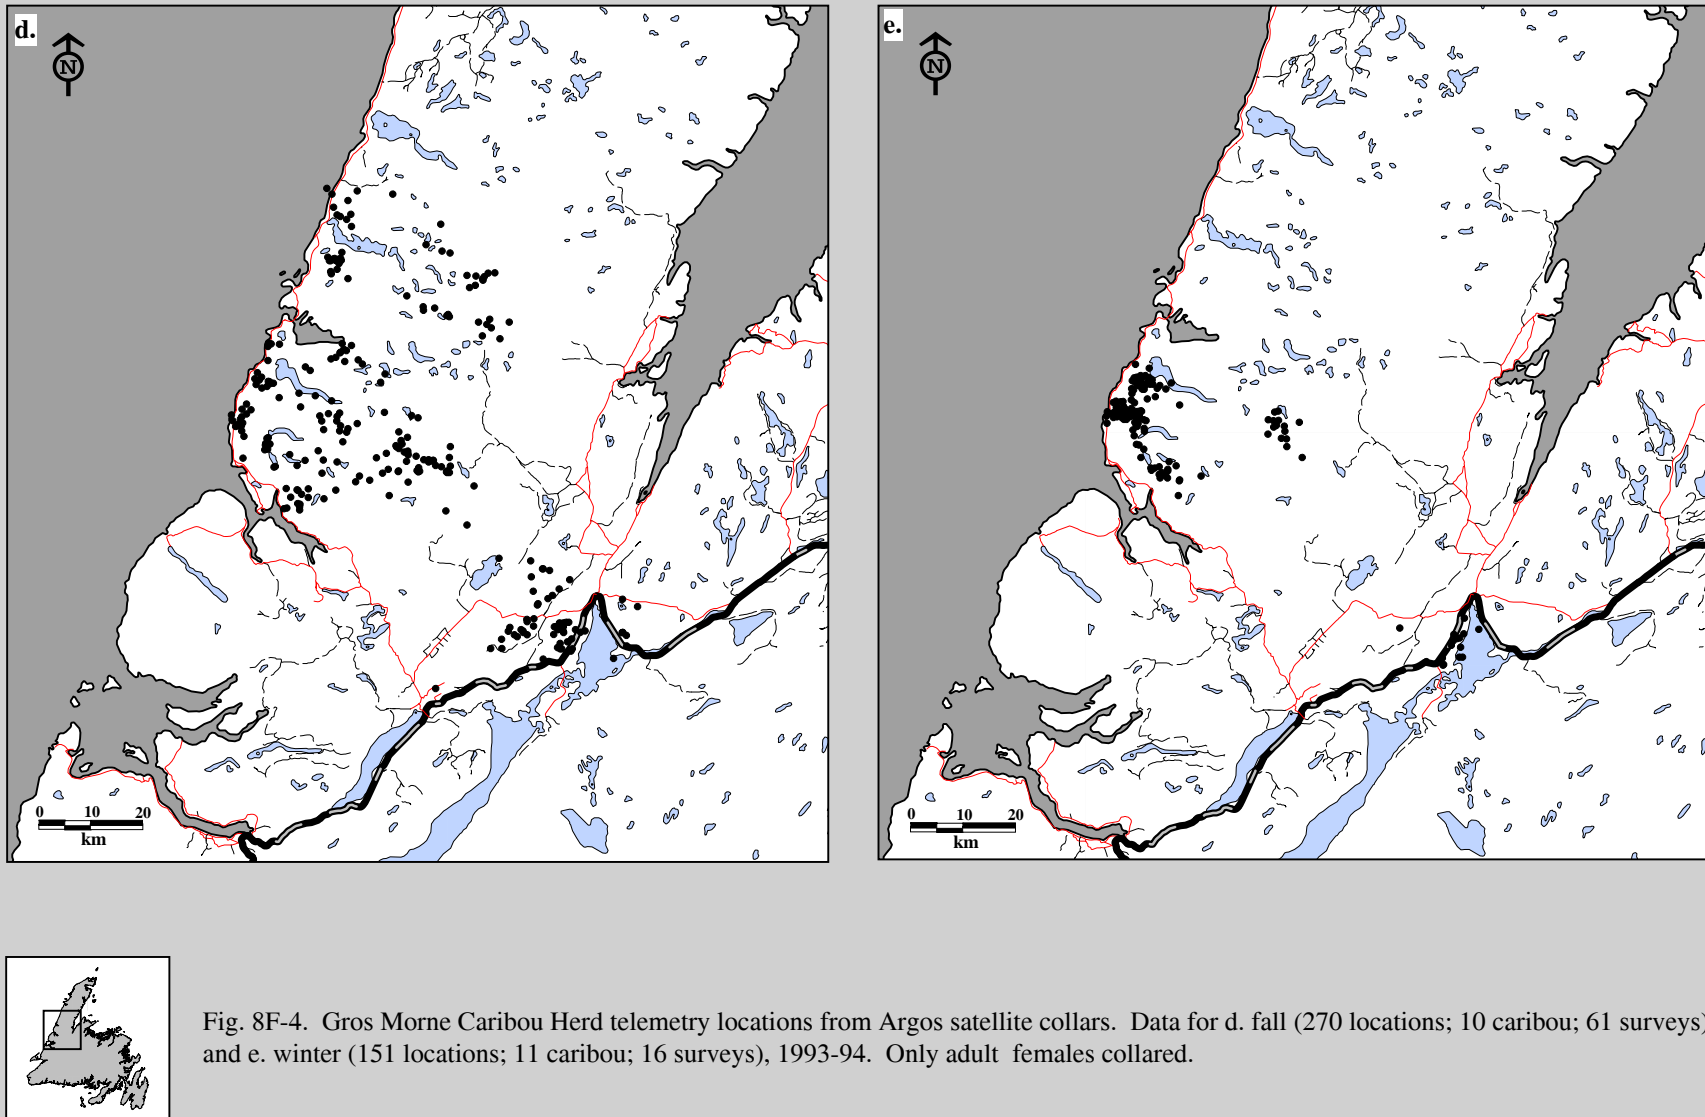 d.
N
0 10 20
km
e.
N
0 10 20
km
Fig. 8F-4. Gros Morne Caribou Herd telemetry locations from Argos satellite collars. Data for d. fall (270 locations; 10 caribou; 61 surveys)
and e. winter (151 locations; 11 caribou; 16 surveys), 1993-94. Only adult females collared.